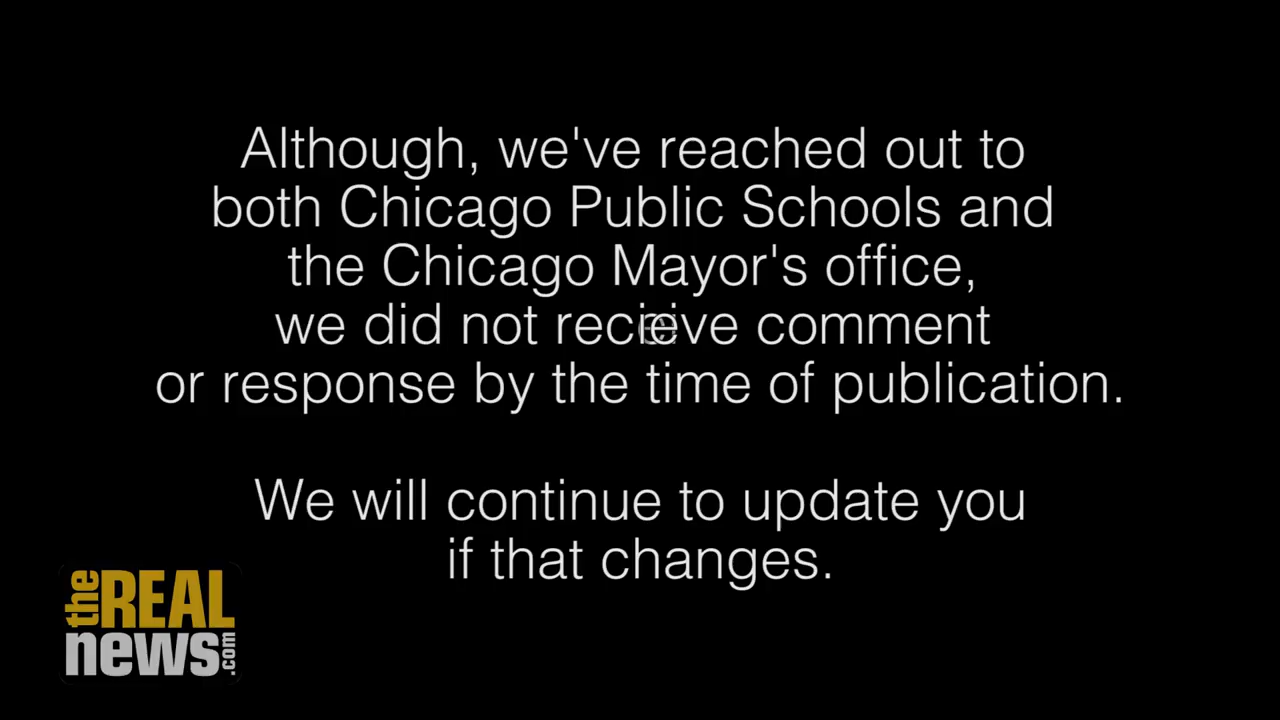 Although, we've reached out to
both Chicago Public Schools and
the Chicago Mayor's office,
we did not recieve comment
or response by the time of publication.
We will continue to update you
if that changes.
the REAL
news.com